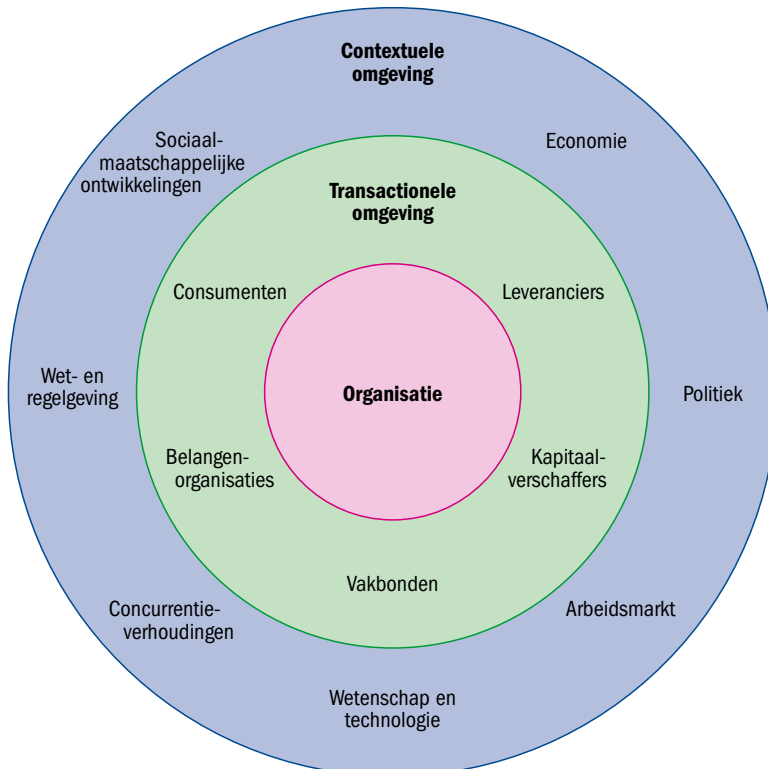 Contextuele
omgeving
Sociaal-
maatschappelijke
ontwikkelingen
Economie
Transactionele
omgeving
Consumenten
Leveranciers
Wet- en
regelgeving
Organisatie
Politiek
Belangen-
organisaties
Kapitaal-
verschaffers
Vakbonden
Concurrentie-
verhoudingen
Arbeidsmarkt
Wetenschap en
technologie